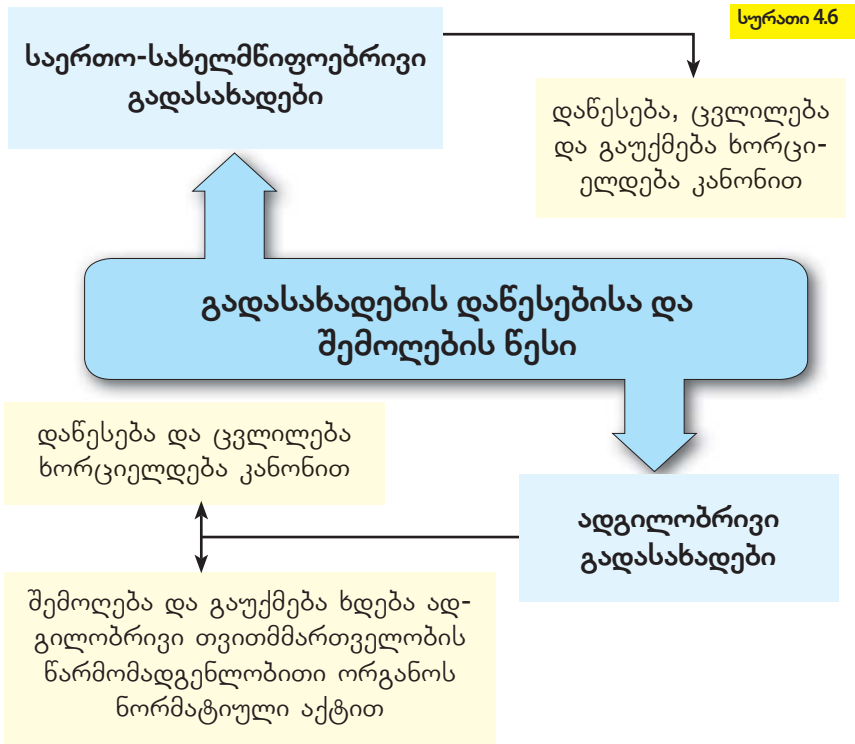 სურათი 4.6
საერთო-სახელმწიფოებრივი
გადასახადები
დაწესება, ცვლილება
და გაუქმება ხორცი-
ელდება კანონით
გადასახადების დაწესებისა და
შემოღების წესი
დაწესება და ცვლილება
ხორციელდება კანონით
ადგილობრივი
გადასახადები
შემოღება და გაუქმება ხდება ად-
გილობრივი თვითმმართველობის
წარმომადგენლობითი ორგანოს
ნორმატიული აქტით